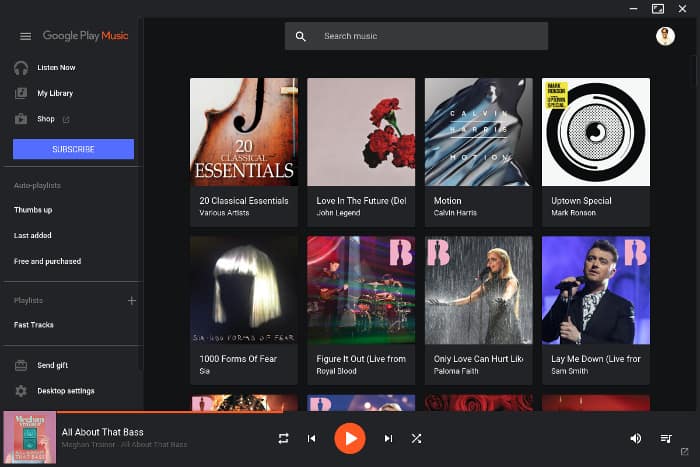 Google Play Music
Search music
Listen Now
My Library
Shop
SUBSCRIBE
Auto-playlists
Thumbs up
Last added
Free and purchased
Playlists
Fast Tracks
Send gift
Desktop settings
20
CLASSICAL
ESSENTIALS
20 Classical Essentials
Various Artists
Love In The Future (Del
John Legend
CALVIN
HARRIS
MOTION
Motion
Calvin Harris
MARK
RONSON
UPTOWN
SPECIAL
Uptown Special
Mark Ronson
SIA - 1000 FORMS OF FEAR
1000 Forms Of Fear
Sia
B
Figure It Out (Live from
Royal Blood
B
Only Love Can Hurt Like
Paloma Faith
B
Lay Me Down (Live fror
Sam Smith
Meghan
TRAINOR
ALL ABOUT
THAT BASS
All About That Bass
Meghan Trainor - All About That Bass